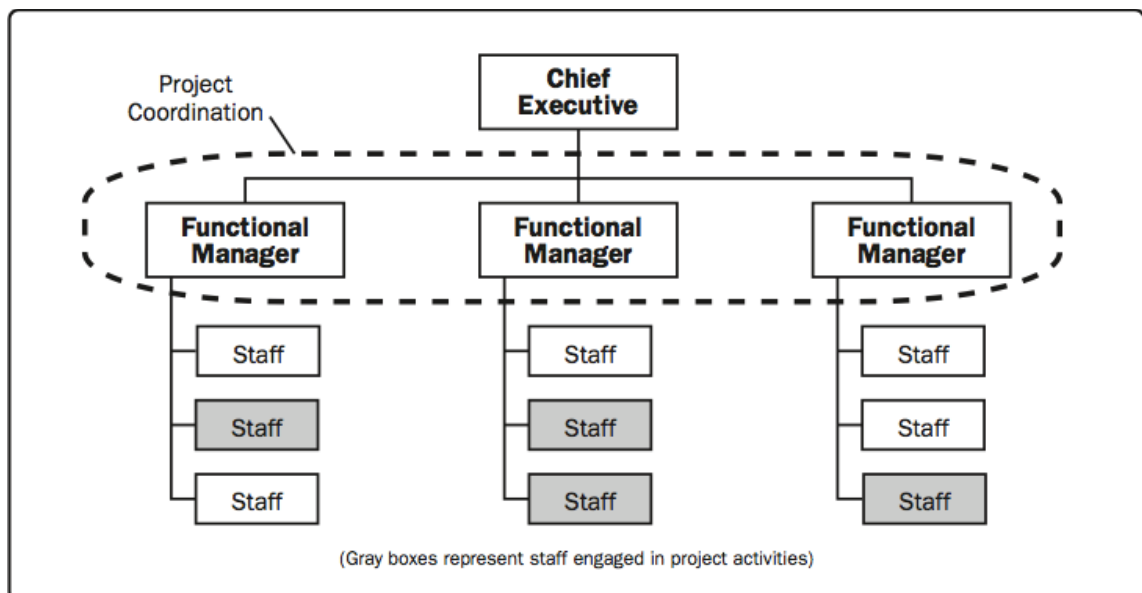 Project
Coordination
Chief
Executive
Functional
Manager
Functional
Manager
Functional
Manager
Staff
Staff
Staff
Staff
Staff
Staff
Staff
Staff
Staff
(Gray boxes represent staff engaged in project activities)